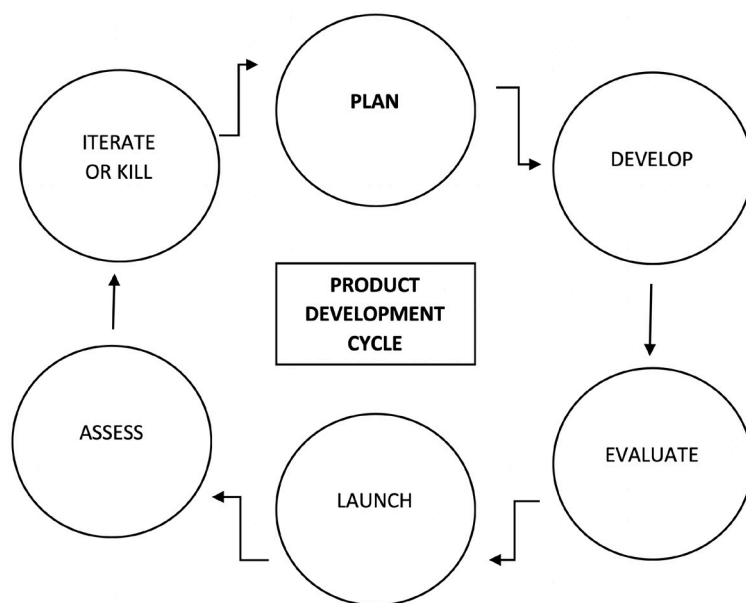 PLAN
DEVELOP
EVALUATE
LAUNCH
ASSESS
ITERATE
OR KILL
PRODUCT
DEVELOPMENT
CYCLE